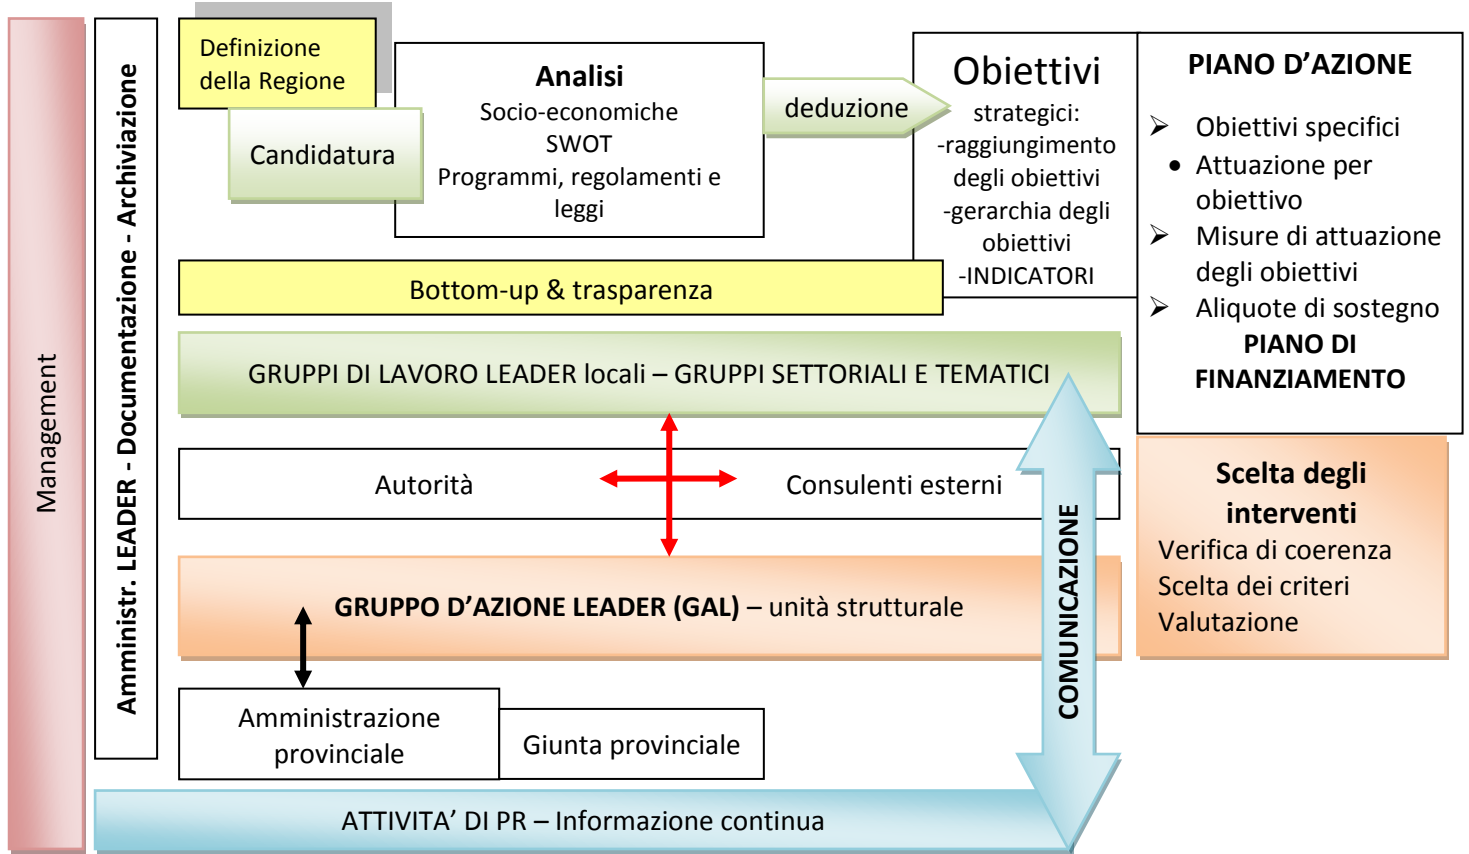 Management
Amministr. LEADER - Documentazione - Archiviazione
Definizione
della Regione
Candidatura
Analisi
Socio-economiche
SWOT
Programmi, regolamenti e
leggi
deduzione
Obiettivi
strategici:
-raggiungimento
degli obiettivi
-gerarchia degli
obiettivi
-INDICATORI
PIANO D’AZIONE
➢ Obiettivi specifici
• Attuazione per
obiettivo
➢ Misure di attuazione
degli obiettivi
➢ Aliquote di sostegno
PIANO DI
FINANZIAMENTO
Bottom-up & trasparenza
GRUPPI DI LAVORO LEADER locali – GRUPPI SETTORIALI E TEMATICI
Autorità
Consulenti esterni
COMUNICAZIONE
Scelta degli
interventi
Verifica di coerenza
Scelta dei criteri
Valutazione
GRUPPO D’AZIONE LEADER (GAL) – unità strutturale
Amministrazione
provinciale
Giunta provinciale
ATTIVITA’ DI PR – Informazione continua